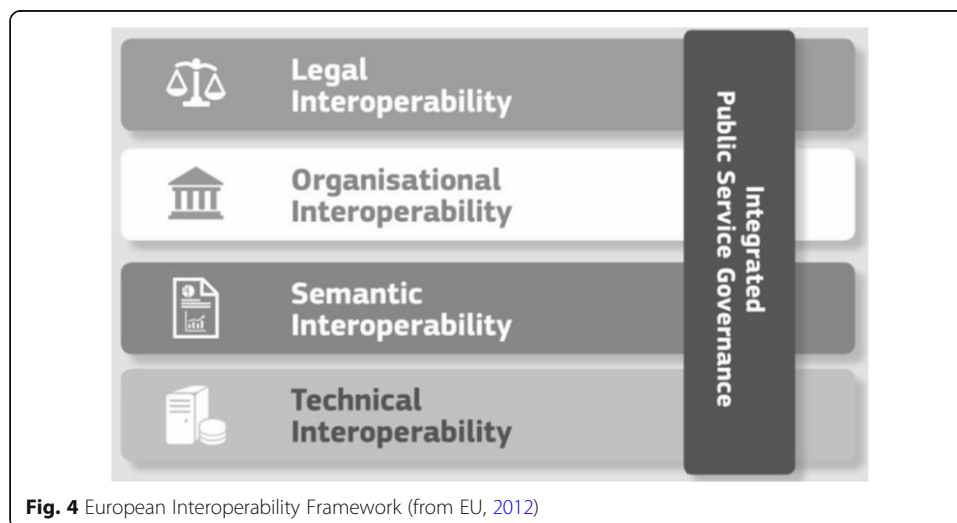 Legal
Interoperability
Organisational
Interoperability
Semantic
Interoperability
Technical
Interoperability
Integrated
Public Service Governance
Fig. 4 European Interoperability Framework (from EU, 2012)